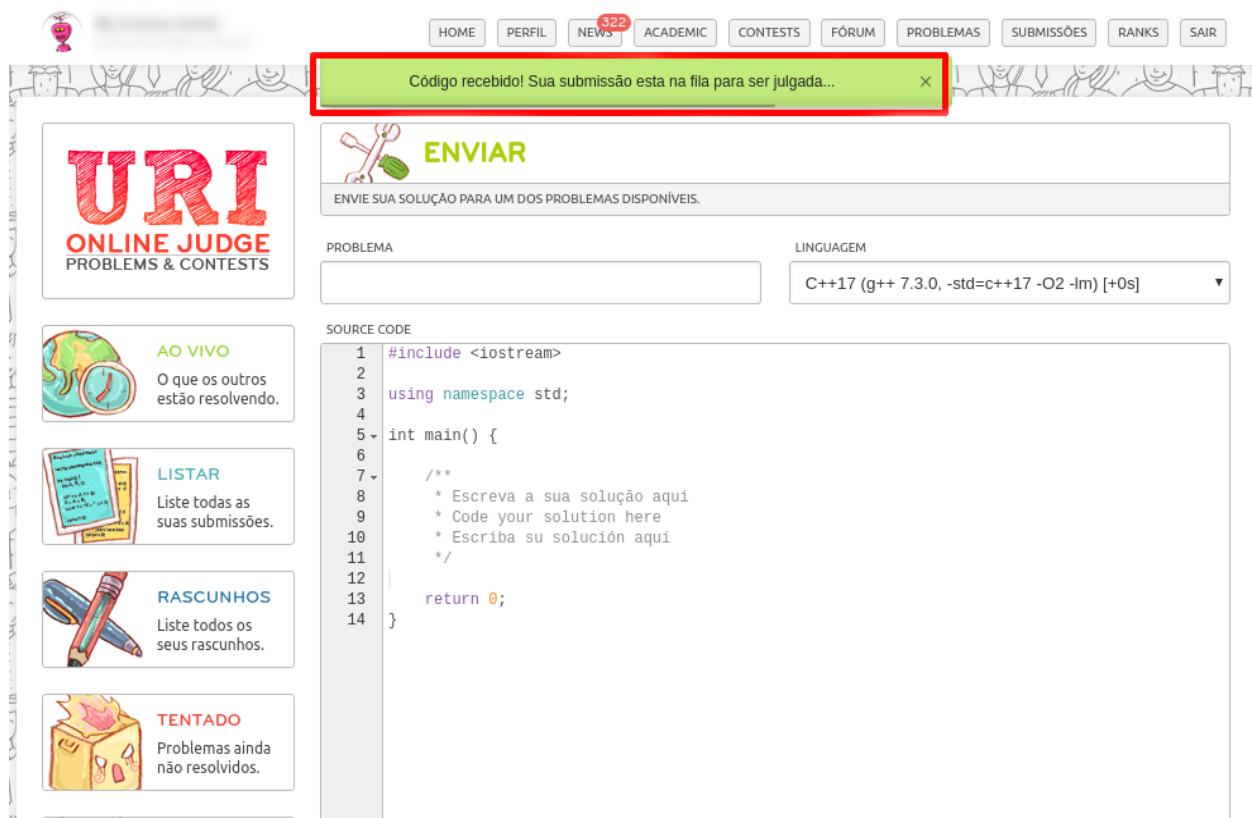 322
HOME PERFIL NEWS ACADEMIC CONTESTS FÓRUM PROBLEMAS SUBMISSÕES RANKS SAIR
Código recebido! Sua submissão esta na fila para ser julgada... ×
URI
ONLINE JUDGE
PROBLEMS & CONTESTS
ENVIAR
ENVIE SUA SOLUÇÃO PARA UM DOS PROBLEMAS DISPONÍVEIS.
PROBLEMA
LINGUAGEM
C++17 (g++ 7.3.0, -std=c++17 -O2 -lm) [+0s]
SOURCE CODE
1 #include <iostream>
2
3 using namespace std;
4
5 int main() {
6
7 /**
8 * Escreva a sua solução aqui
9 * Code your solution here
10 * Escriba su solución aquí
11 */
12
13 return 0;
14 }
AO VIVO
O que os outros
estão resolvendo.
LISTAR
Liste todas as
suas submissões.
RASCUNHOS
Liste todos os
seus rascunhos.
TENTADO
Problemas ainda
não resolvidos.